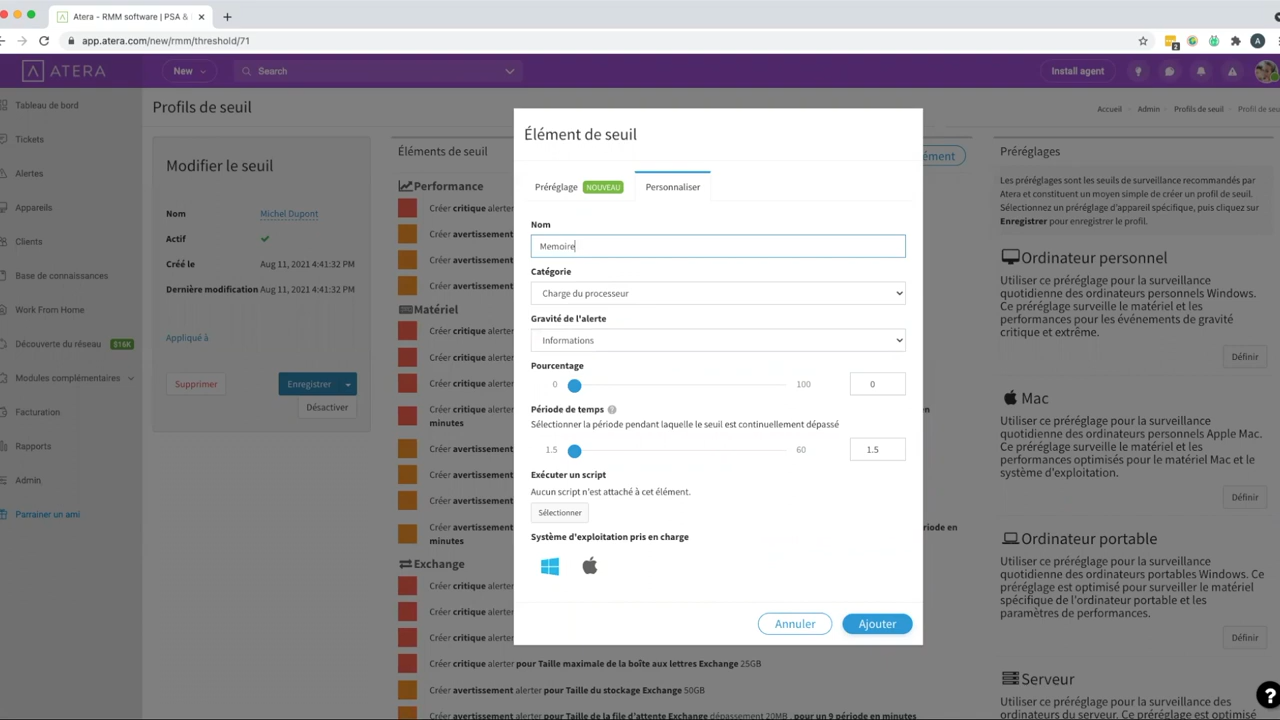 Atera - RMM software | PSA &
app.atera.com/new/rmm/threshold/71
2
A
ATERA
New
Search
Install agent
Tableau de bord
Tickets
Alertes
Appareils
Clients
Base de connaissances
Work From Home
Découverte du réseau $16K
Modules complémentaires
Facturation
Rapports
Admin
Parrainer un ami
Profils de seuil
Accueil - Admin - Profils de seuil - Profil de seu
Modifier le seuil
Nom Michel Dupont
Actif
Créé le Aug 11, 2021 4:41:32 PM
Dernière modification Aug 11, 2021 4:41:32 PM
Appliqué à
Supprimer
Enregistrer
Désactiver
Éléments de seuil
ément
Performance
Créer critique alerter
Créer avertissement
Créer avertissement
Créer avertissement
Matériel
Créer critique alerter
Créer critique alerter
Créer critique alerter
Créer critique alerter en
minutes
Créer avertissement
Créer avertissement
Créer avertissement
Créer avertissement période en
minutes
Exchange
Créer critique alerter
Créer critique alerter
Créer critique alerter
Créer critique alerter pour Taille maximale de la boîte aux lettres Exchange 25GB
Créer avertissement alerter pour Taille du stockage Exchange 50GB
Créer avertissement alerter pour Taille de la file d'attente Exchange dépassement 20MB , pour un 9 période en minutes
Élément de seuil
Préréglage NOUVEAU
Personnaliser
Nom
Memoire
Catégorie
Charge du processeur
Gravité de l'alerte
Informations
Pourcentage
0 100 0
Période de temps ?
Sélectionner la période pendant laquelle le seuil est continuellement dépassé
1.5 60 1.5
Exécuter un script
Aucun script n'est attaché à cet élément.
Sélectionner
Système d'exploitation pris en charge
Annuler
Ajouter
Préréglages
Les préréglages sont les seuils de surveillance recommandés par
Atera et constituent un moyen simple de créer un profil de seuil.
Sélectionnez un préréglage d'appareil spécifique, puis cliquez sur
Enregistrer pour enregistrer le profil.
Ordinateur personnel
Utiliser ce préréglage pour la surveillance
quotidienne des ordinateurs personnels Windows.
Ce préréglage surveille le matériel et les
performances pour les événements de gravité
critique et extrême.
Définir
Mac
Utiliser ce préréglage pour la surveillance
quotidienne des ordinateurs personnels Apple Mac.
Ce préréglage surveille le matériel et les
performances optimisés pour le matériel Mac et le
système d'exploitation.
Définir
Ordinateur portable
Utiliser ce préréglage pour la surveillance
quotidienne des ordinateurs portables Windows. Ce
préréglage est optimisé pour surveiller le matériel
spécifique de l'ordinateur portable et les
paramètres de performances.
Définir
Serveur
Utiliser ce préréglage pour la surveillance
quotidienne des
ordinateurs du serveur. Ce préréglage est optimisé
?